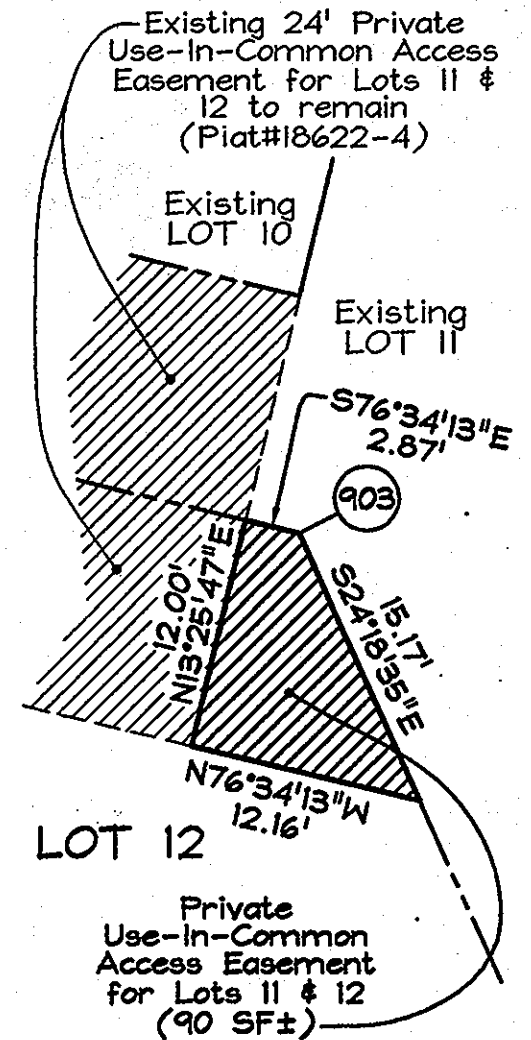 Existing 24' Private
Use-In-Common Access
Easement for Lots 11 &
12 to remain
(Plat#18622-4)
Existing
LOT 10
Existing
LOT 11
S76°34'13"E
2.87'
903
12.00'
N13°25'47"E
15.17'
S24°18'35"E
N76°34'13"W
12.16'
LOT 12
Private
Use-In-Common
Access Easement
for Lots 11 & 12
(90 SF±)